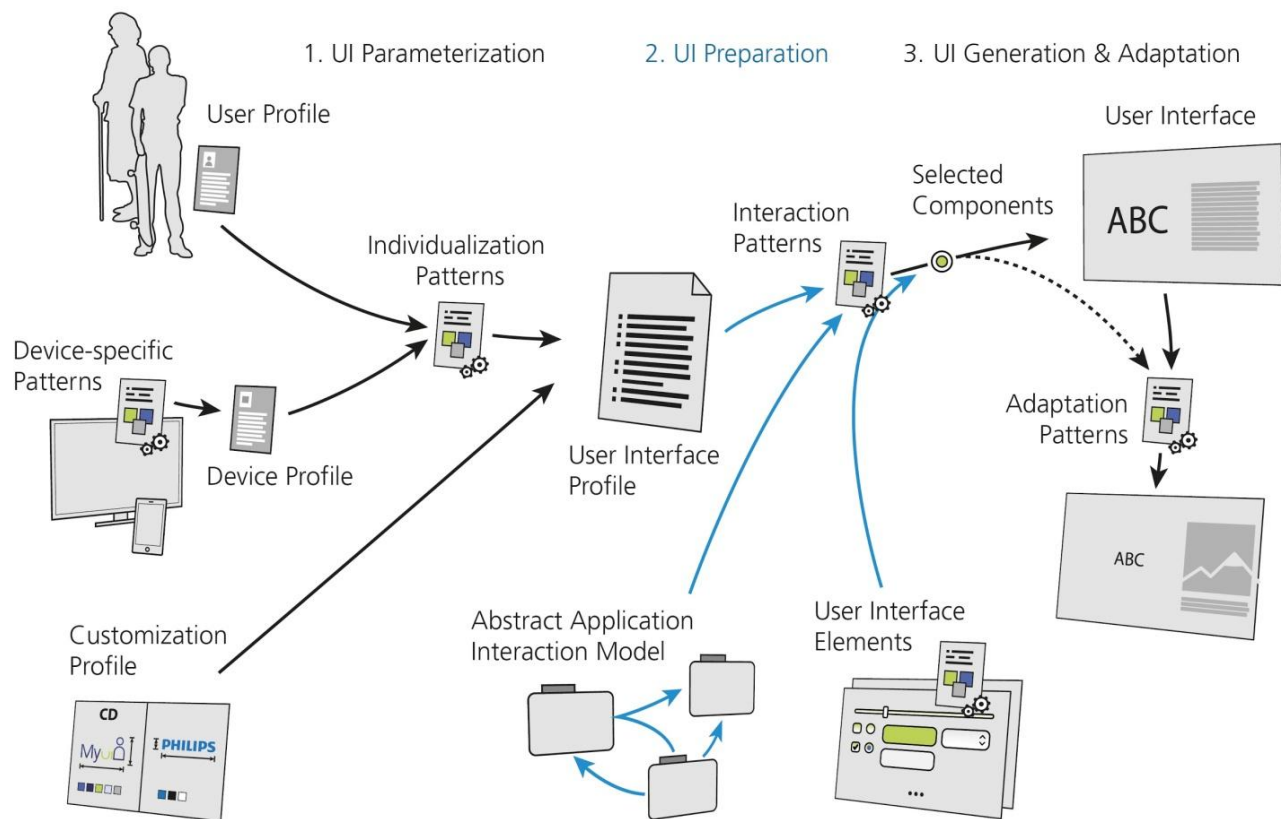 1. UI Parameterization
2. UI Preparation
3. UI Generation & Adaptation
User Profile
User Interface
Selected
Components
Interaction
Patterns
Individualization
Patterns
ABC
Device-specific
Patterns
Device Profile
User Interface
Profile
Adaptation
Patterns
ABC
Customization
Profile
Abstract Application
Interaction Model
User Interface
Elements
CD
MyUI
PHILIPS
...